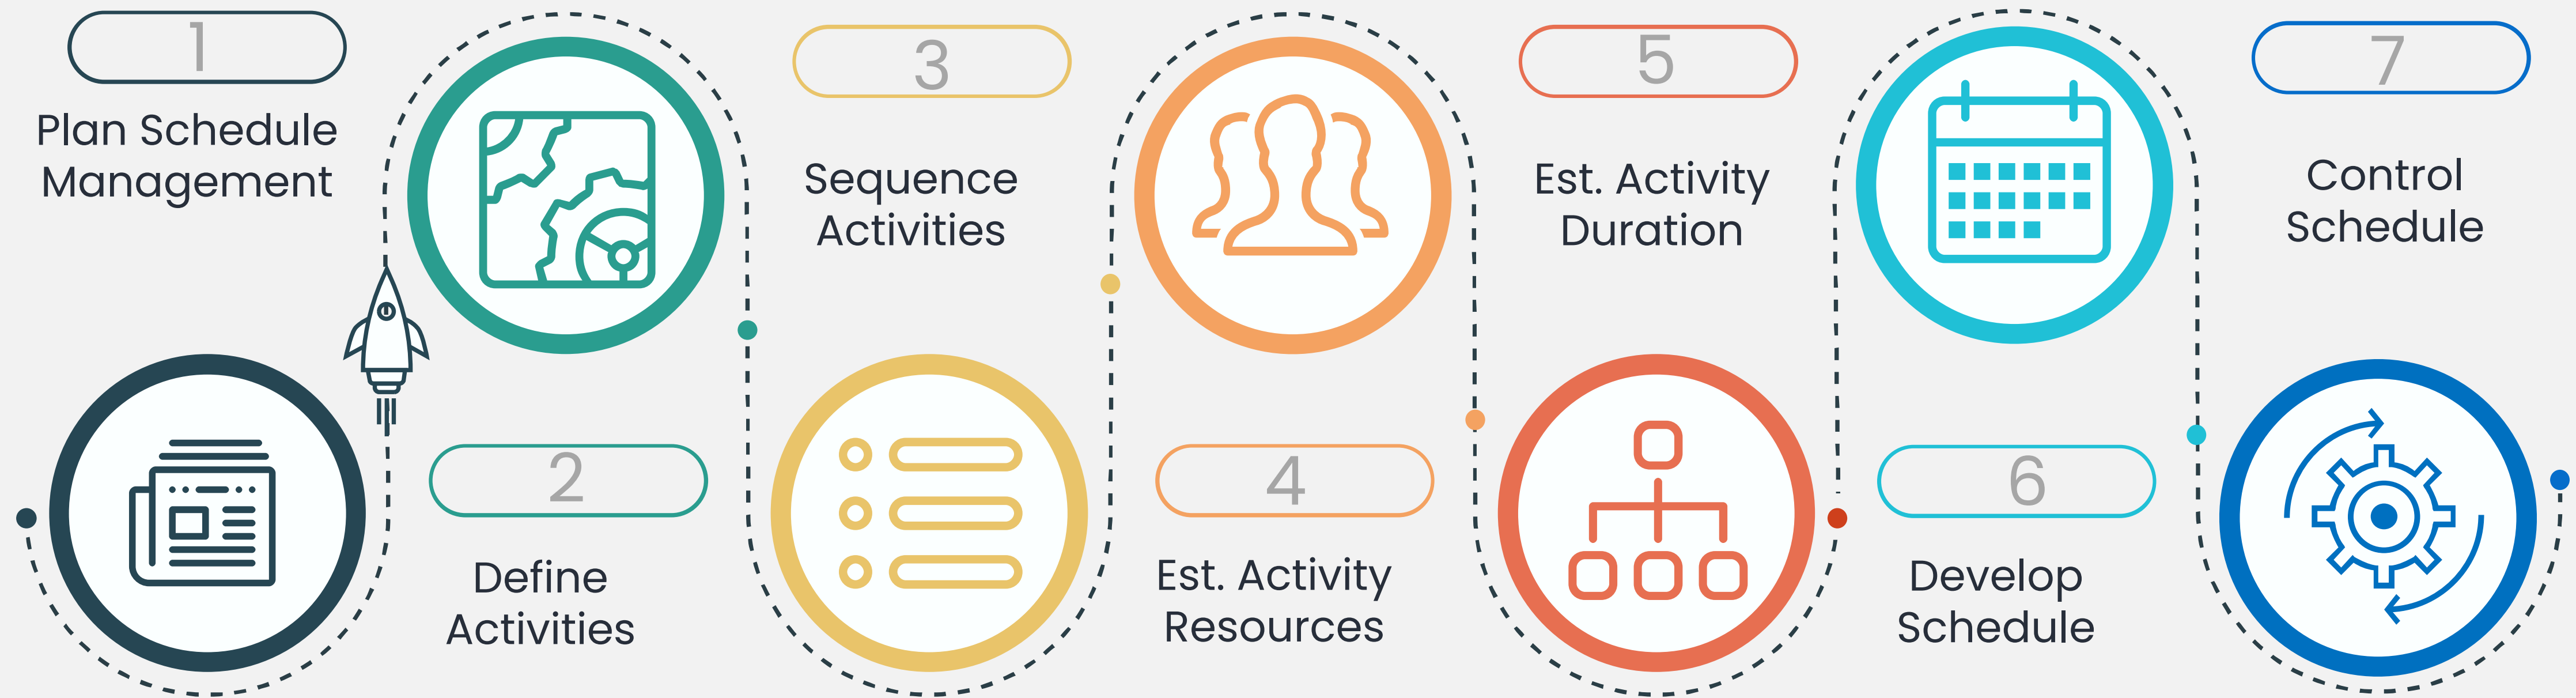 1
Plan Schedule
Management
2
Define
Activities
3
Sequence
Activities
4
Est. Activity
Resources
5
Est. Activity
Duration
6
Develop
Schedule
7
Control
Schedule